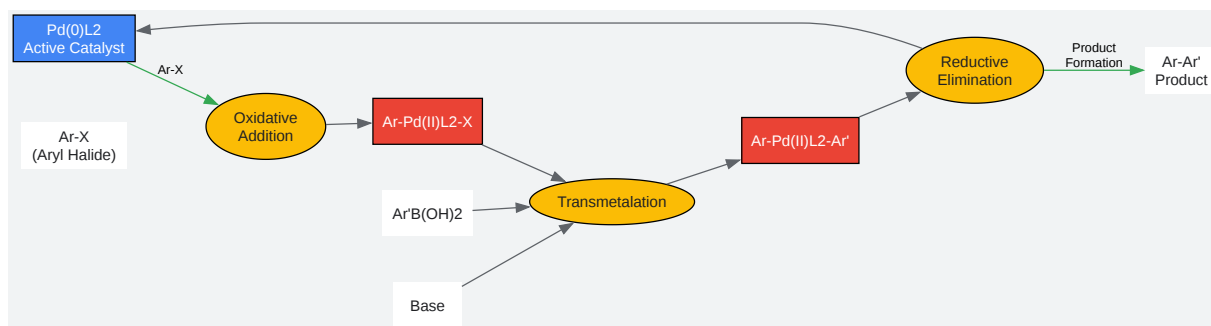 Pd(0)L2
Active Catalyst
Ar-X
Ar-X
(Aryl Halide)
Oxidative
Addition
Ar-Pd(II)L2-X
Ar'B(OH)2
Base
Transmetalation
Ar-Pd(II)L2-Ar'
Reductive
Elimination
Product
Formation
Ar-Ar'
Product